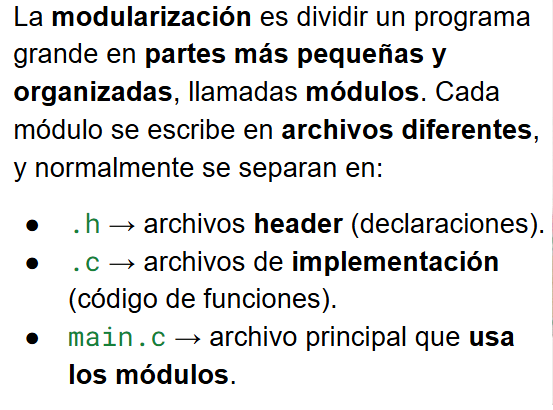 La modularización es dividir un programa
grande en partes más pequeñas y
organizadas, llamadas módulos. Cada
módulo se escribe en archivos diferentes,
y normalmente se separan en:
● .h → archivos header (declaraciones).
● .c → archivos de implementación
(código de funciones).
● main.c → archivo principal que usa
los módulos.